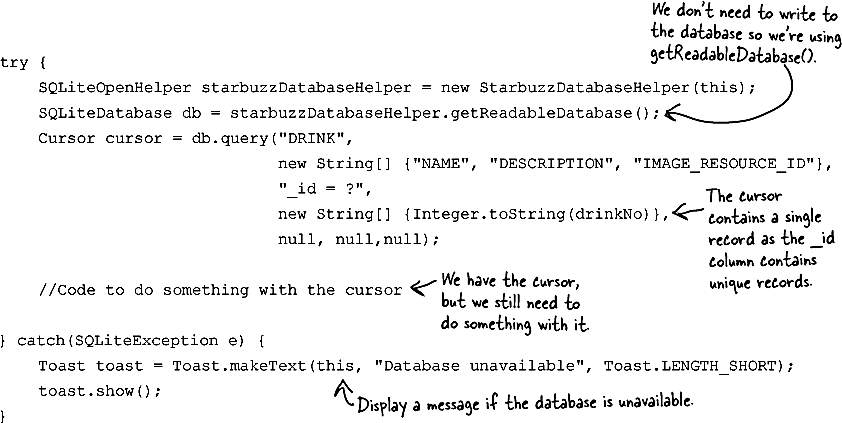 We don't need to write to
the database so we're using
getReadableDatabase().
try {
SQLiteOpenHelper starbuzzDatabaseHelper = new StarbuzzDatabaseHelper(this);
SQLiteDatabase db = starbuzzDatabaseHelper.getReadableDatabase();
Cursor cursor = db.query("DRINK",
new String[] {"NAME", "DESCRIPTION", "IMAGE_RESOURCE_ID"},
"_id = ?",
new String[] {Integer.toString(drinkNo)},
null, null,null);
The cursor
contains a single
record as the _id
column contains
unique records.
//Code to do something with the cursor
We have the cursor,
but we still need to
do something with it.
} catch(SQLiteException e) {
Toast toast = Toast.makeText(this, "Database unavailable", Toast.LENGTH_SHORT);
toast.show();
Display a message if the database is unavailable.
}